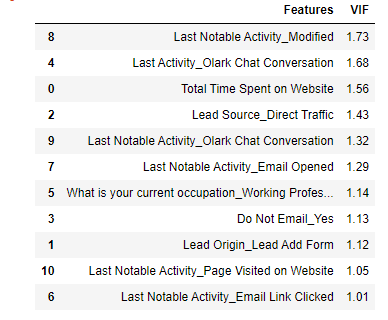 Features VIF
8 Last Notable Activity_Modified 1.73
4 Last Activity_Olark Chat Conversation 1.68
0 Total Time Spent on Website 1.56
2 Lead Source_Direct Traffic 1.43
9 Last Notable Activity_Olark Chat Conversation 1.32
7 Last Notable Activity_Email Opened 1.29
5 What is your current occupation_Working Profes... 1.14
3 Do Not Email_Yes 1.13
1 Lead Origin_Lead Add Form 1.12
10 Last Notable Activity_Page Visited on Website 1.05
6 Last Notable Activity_Email Link Clicked 1.01